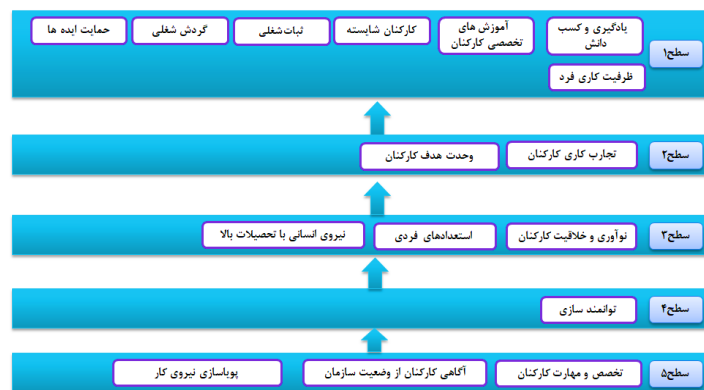 سطح۱
یادگیری و کسب
دانش
آموزش های
تخصصی کارکنان
کارکنان شایسته
ثبات‌شغلی
گردش شغلی
حمایت ایده ها
ظرفیت کاری فرد
سطح۲
تجارب کاری کارکنان
وحدت هدف کارکنان
سطح۳
نوآوری و خلاقیت کارکنان
استعدادهای فردی
نیروی انسانی با تحصیلات بالا
سطح۴
توانمند سازی
سطح۵
تخصص و مهارت کارکنان
آگاهی کارکنان از وضعیت سازمان
پویاسازی نیروی کار